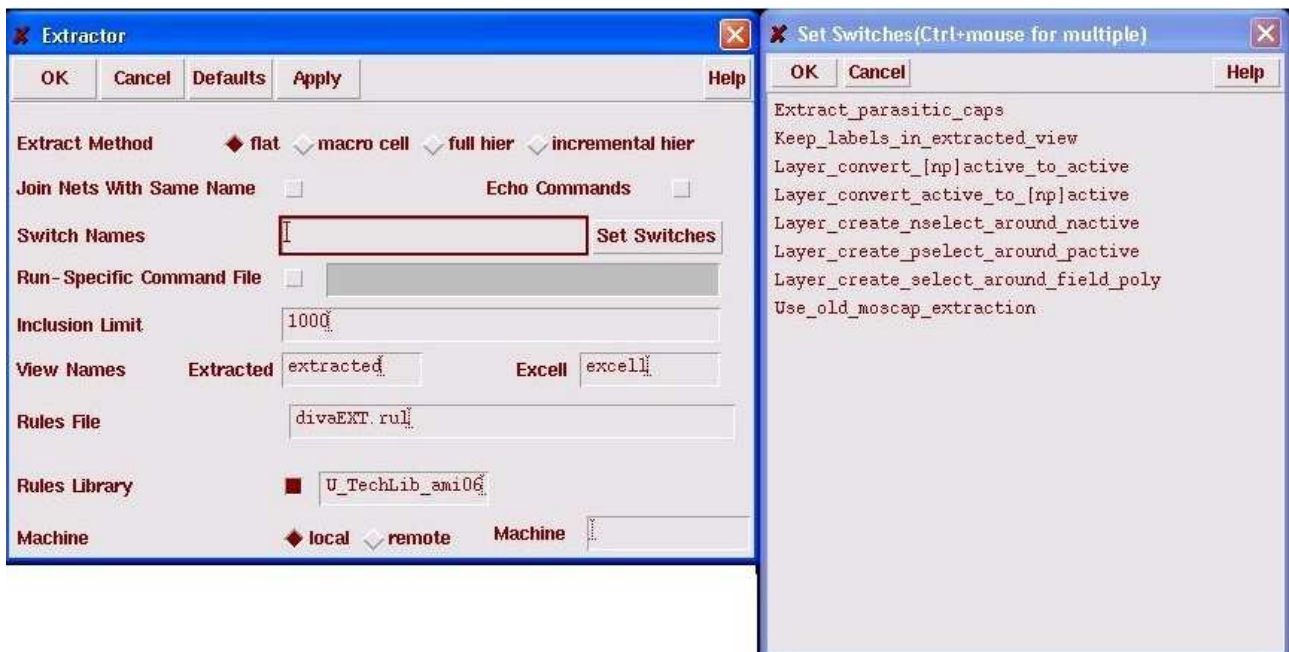 Extractor
OK Cancel Defaults Apply Help
Extract Method flat macro cell full hier incremental hier
Join Nets With Same Name Echo Commands
Switch Names Set Switches
Run-Specific Command File
Inclusion Limit 1000
View Names Extracted extracted Excell excell
Rules File divaEXT.rul
Rules Library U_TechLib_ami06
Machine local remote Machine
Set Switches(Ctrl+mouse for multiple)
OK Cancel Help
Extract_parasitic_caps
Keep_labels_in_extracted_view
Layer_convert_[np]active_to_active
Layer_convert_active_to_[np]active
Layer_create_nselect_around_nactive
Layer_create_pselect_around_pactive
Layer_create_select_around_field_poly
Use_old_moscap_extraction